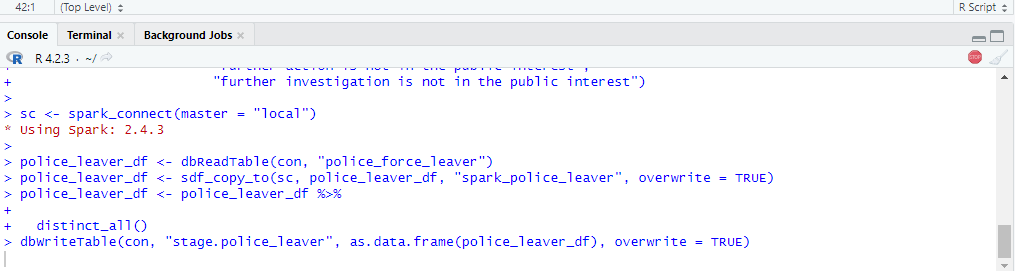 42:1 (Top Level) R Script
Console Terminal Background Jobs
R 4.2.3 · ~/
+ "further action is not in the public interest",
+ "further investigation is not in the public interest")
>
> sc <- spark_connect(master = "local")
* Using Spark: 2.4.3
>
> police_leaver_df <- dbReadTable(con, "police_force_leaver")
> police_leaver_df <- sdf_copy_to(sc, police_leaver_df, "spark_police_leaver", overwrite = TRUE)
> police_leaver_df <- police_leaver_df %>%
+
+ distinct_all()
> dbWriteTable(con, "stage.police_leaver", as.data.frame(police_leaver_df), overwrite = TRUE)